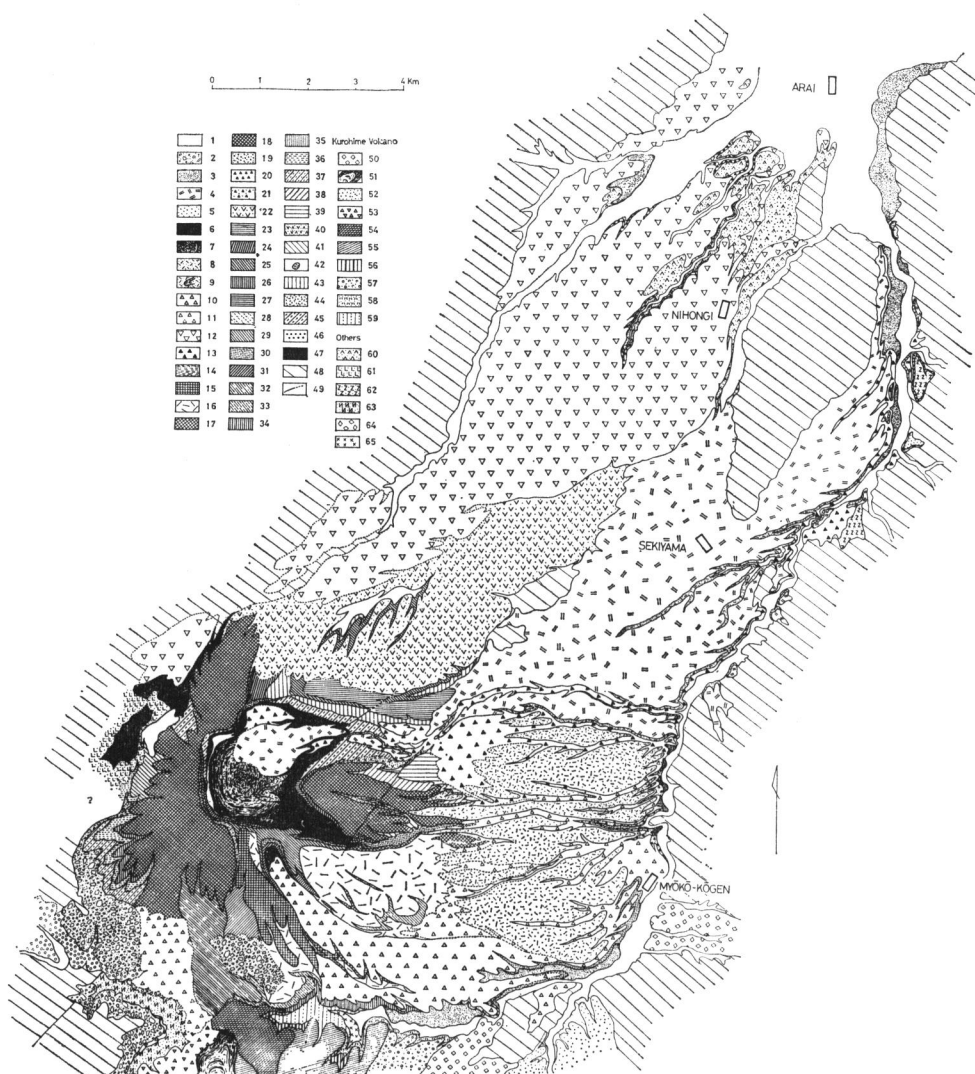 0 1 2 3 4 Km
1 18 35 Kurohime Volcano
2 19 36 50
3 20 37 51
4 21 38 52
5 '22 39 53
6 23 40 54
7 24 41 55
8 25 42 56
9 26 43 57
10 27 44 58
11 28 45 59
12 29 46 Others
13 30 47 60
14 31 48 61
15 32 49 62
16 33 63
17 34 64
65
ARAI
NIHONGI
SEKIYAMA
?
MYŌKŌ-KŌGEN